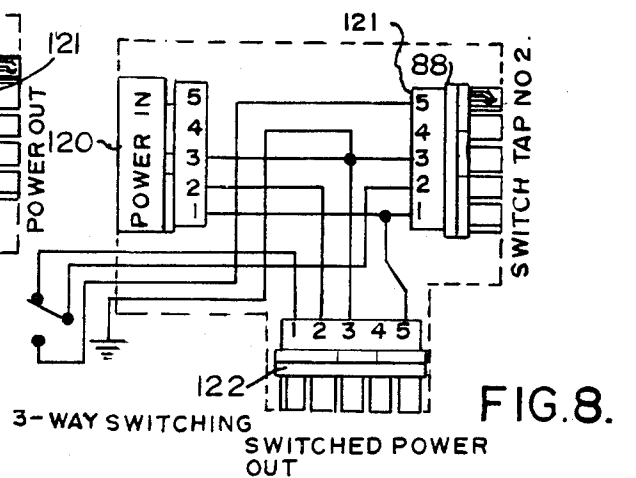 121
121
88
POWER OUT
120
POWER IN
5
4
3
2
1
5
4
3
2
1
SWITCH TAP NO 2.
1 2 3 4 5
122
FIG.8.
3-WAY SWITCHING
SWITCHED POWER
OUT